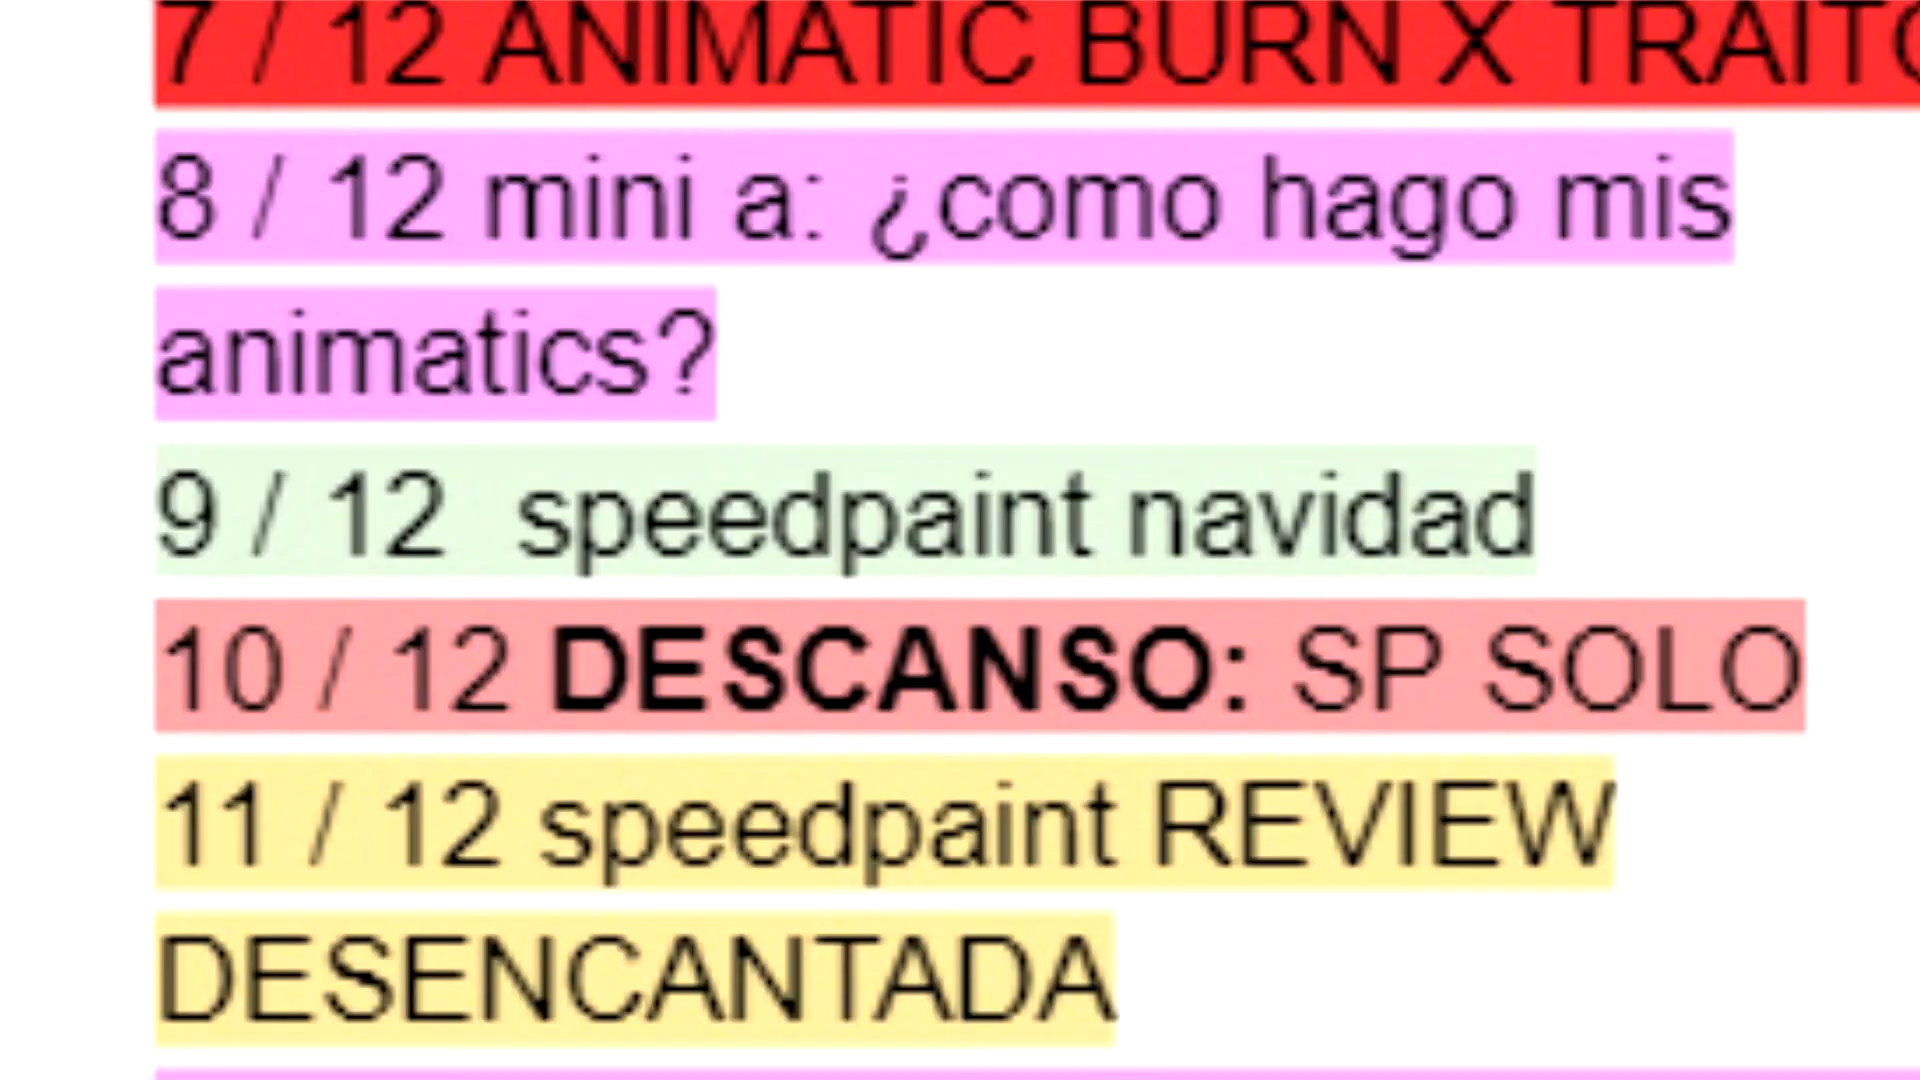 7 / 12 ANIMATIC BURN X
8 / 12 mini a: ¿como hago mis
animatics?
9 / 12  speedpaint navidad
10 / 12 DESCANSO: SP SOLO
11 / 12 speedpaint REVIEW
DESENCANTADA